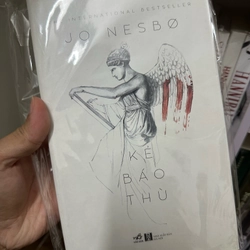 INTERNATIONAL BESTSELLER
JO NESBØ
KẺ
BÁO
THÙ